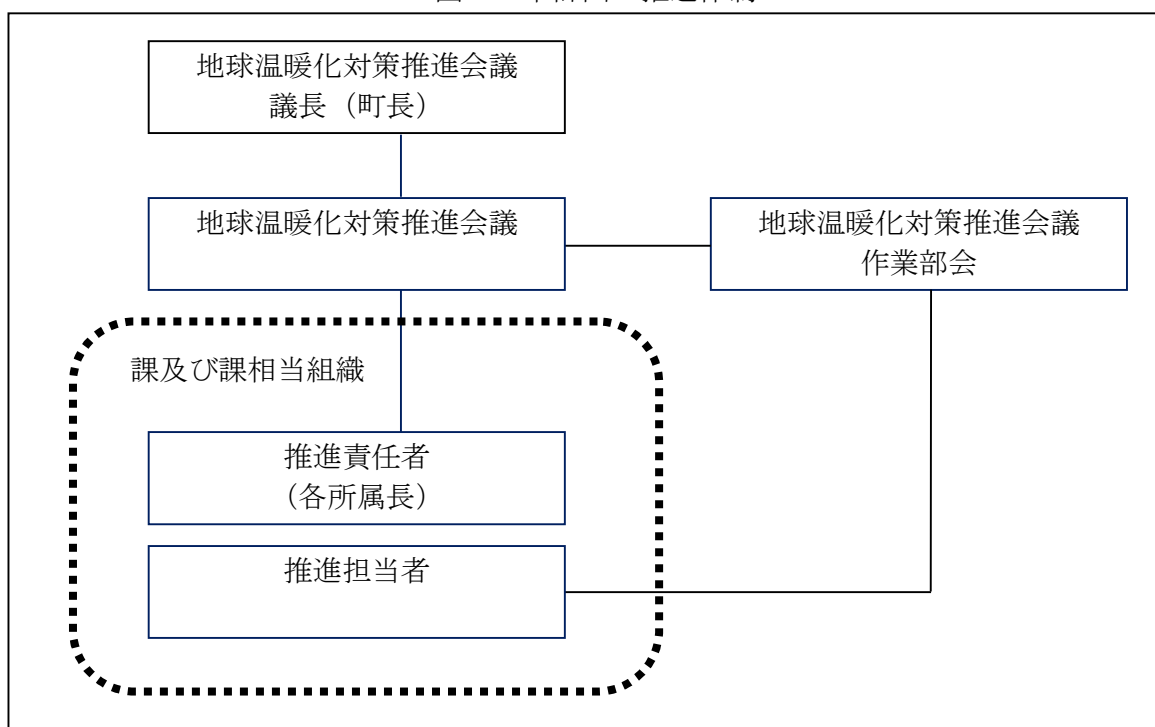 地球温暖化対策推進会議
議長（町長）
地球温暖化対策推進会議
地球温暖化対策推進会議
作業部会
課及び課相当組織
推進責任者
（各所属長）
推進担当者